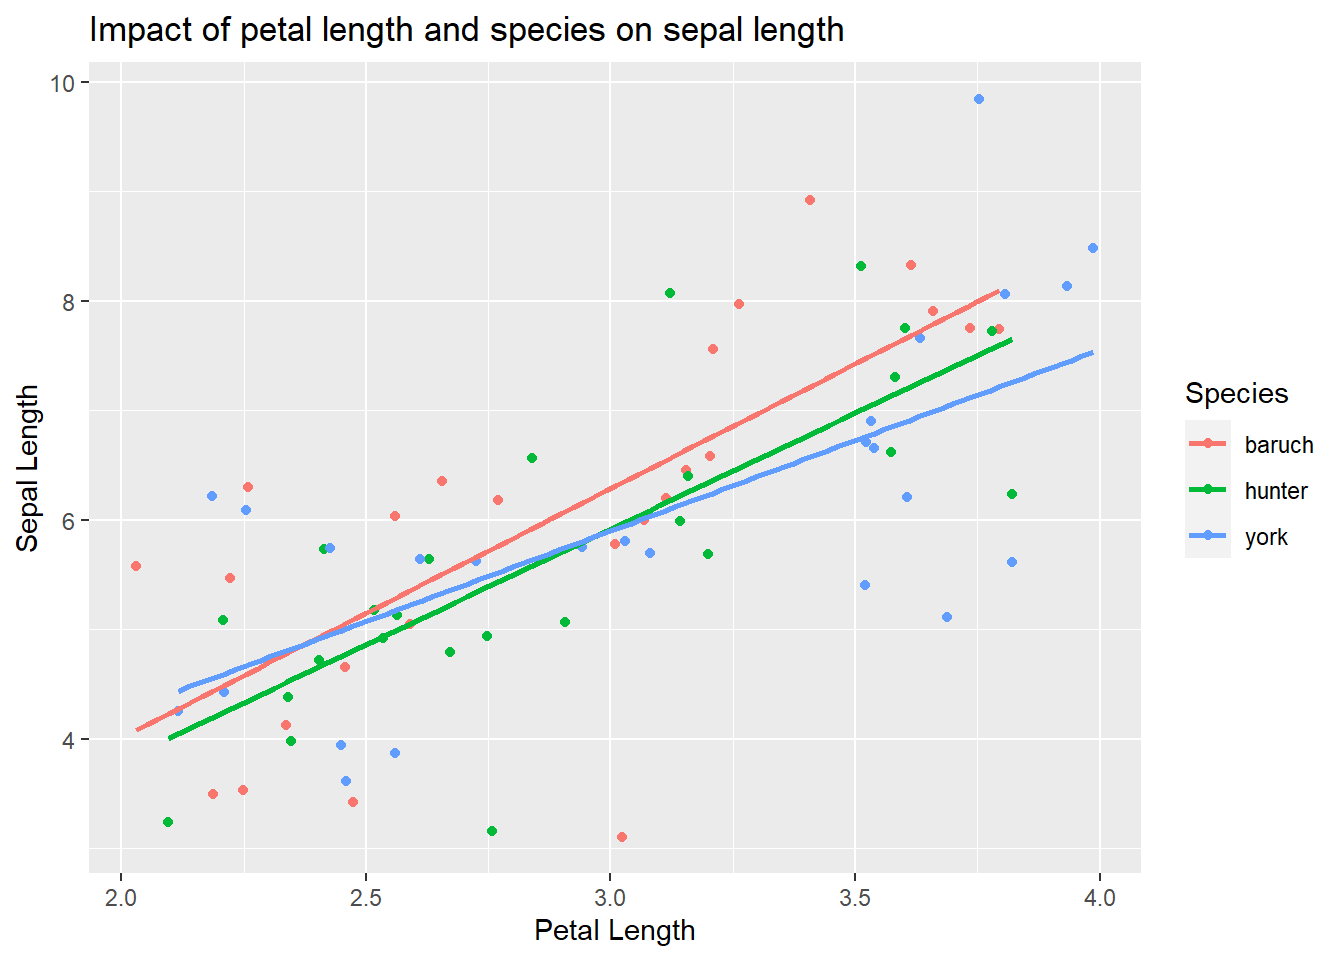 Impact of petal length and species on sepal length
10
8
6
4
Sepal Length
2.0 2.5 3.0 3.5 4.0
Petal Length
Species
baruch
hunter
york